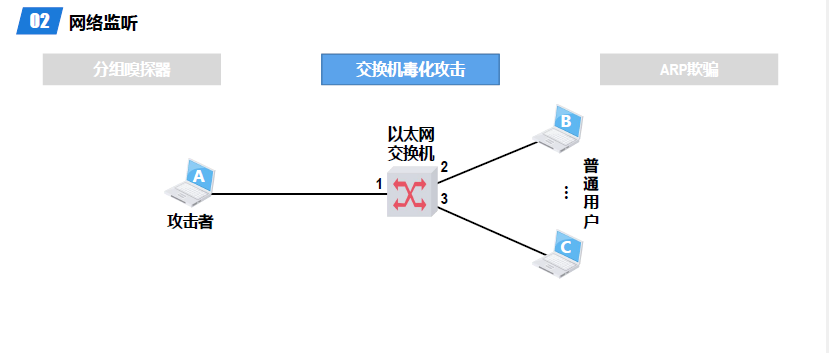 02 网络监听
分组嗅探器 交换机毒化攻击 ARP欺骗
以太网
交换机
A
攻击者
1
2
3
B
C
普通用户
...